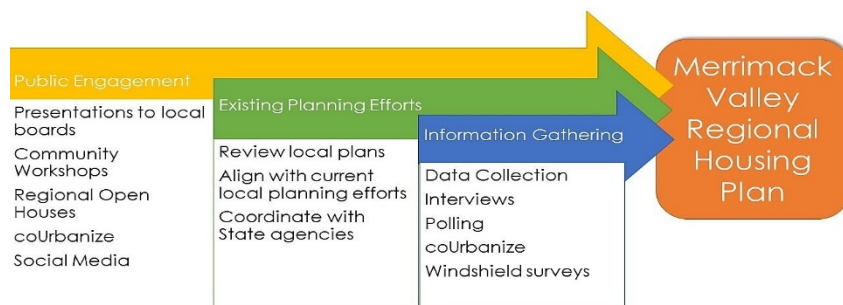 Public Engagement
Presentations to local
boards
Community
Workshops
Regional Open
Houses
coUrbanize
Social Media
Existing Planning Efforts
Review local plans
Align with current
local planning efforts
Coordinate with
State agencies
Information Gathering
Data Collection
Interviews
Polling
coUrbanize
Windshield surveys
Merrimack
Valley
Regional
Housing
Plan